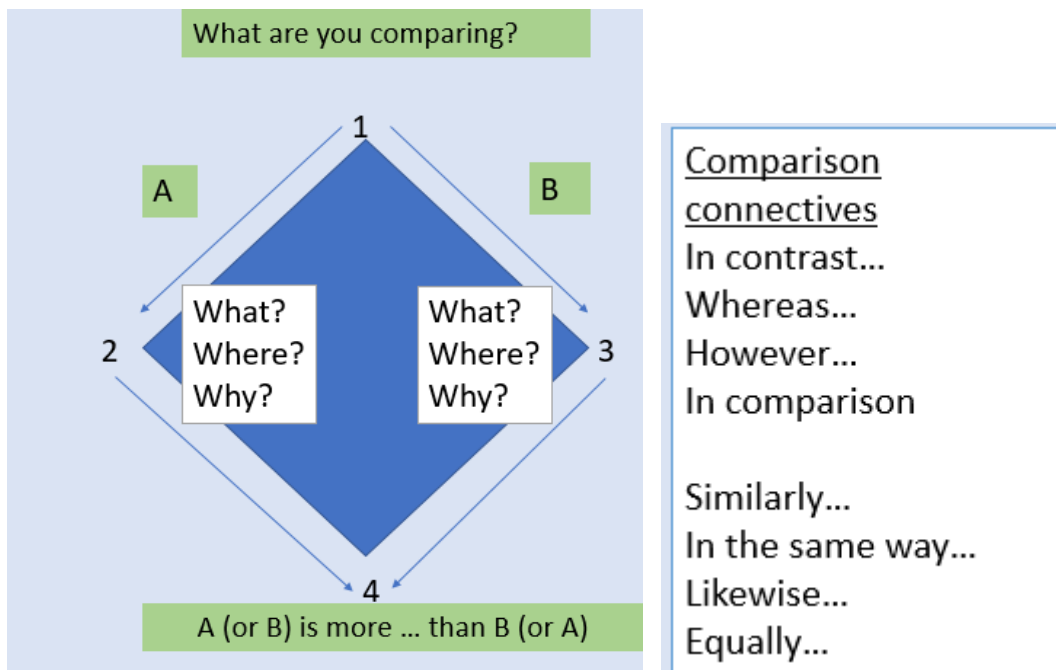 What are you comparing?
1
A
B
What?
Where?
Why?
What?
Where?
Why?
2
3
4
A (or B) is more ... than B (or A)
Comparison
connectives
In contrast...
Whereas...
However...
In comparison
Similarly...
In the same way...
Likewise...
Equally...